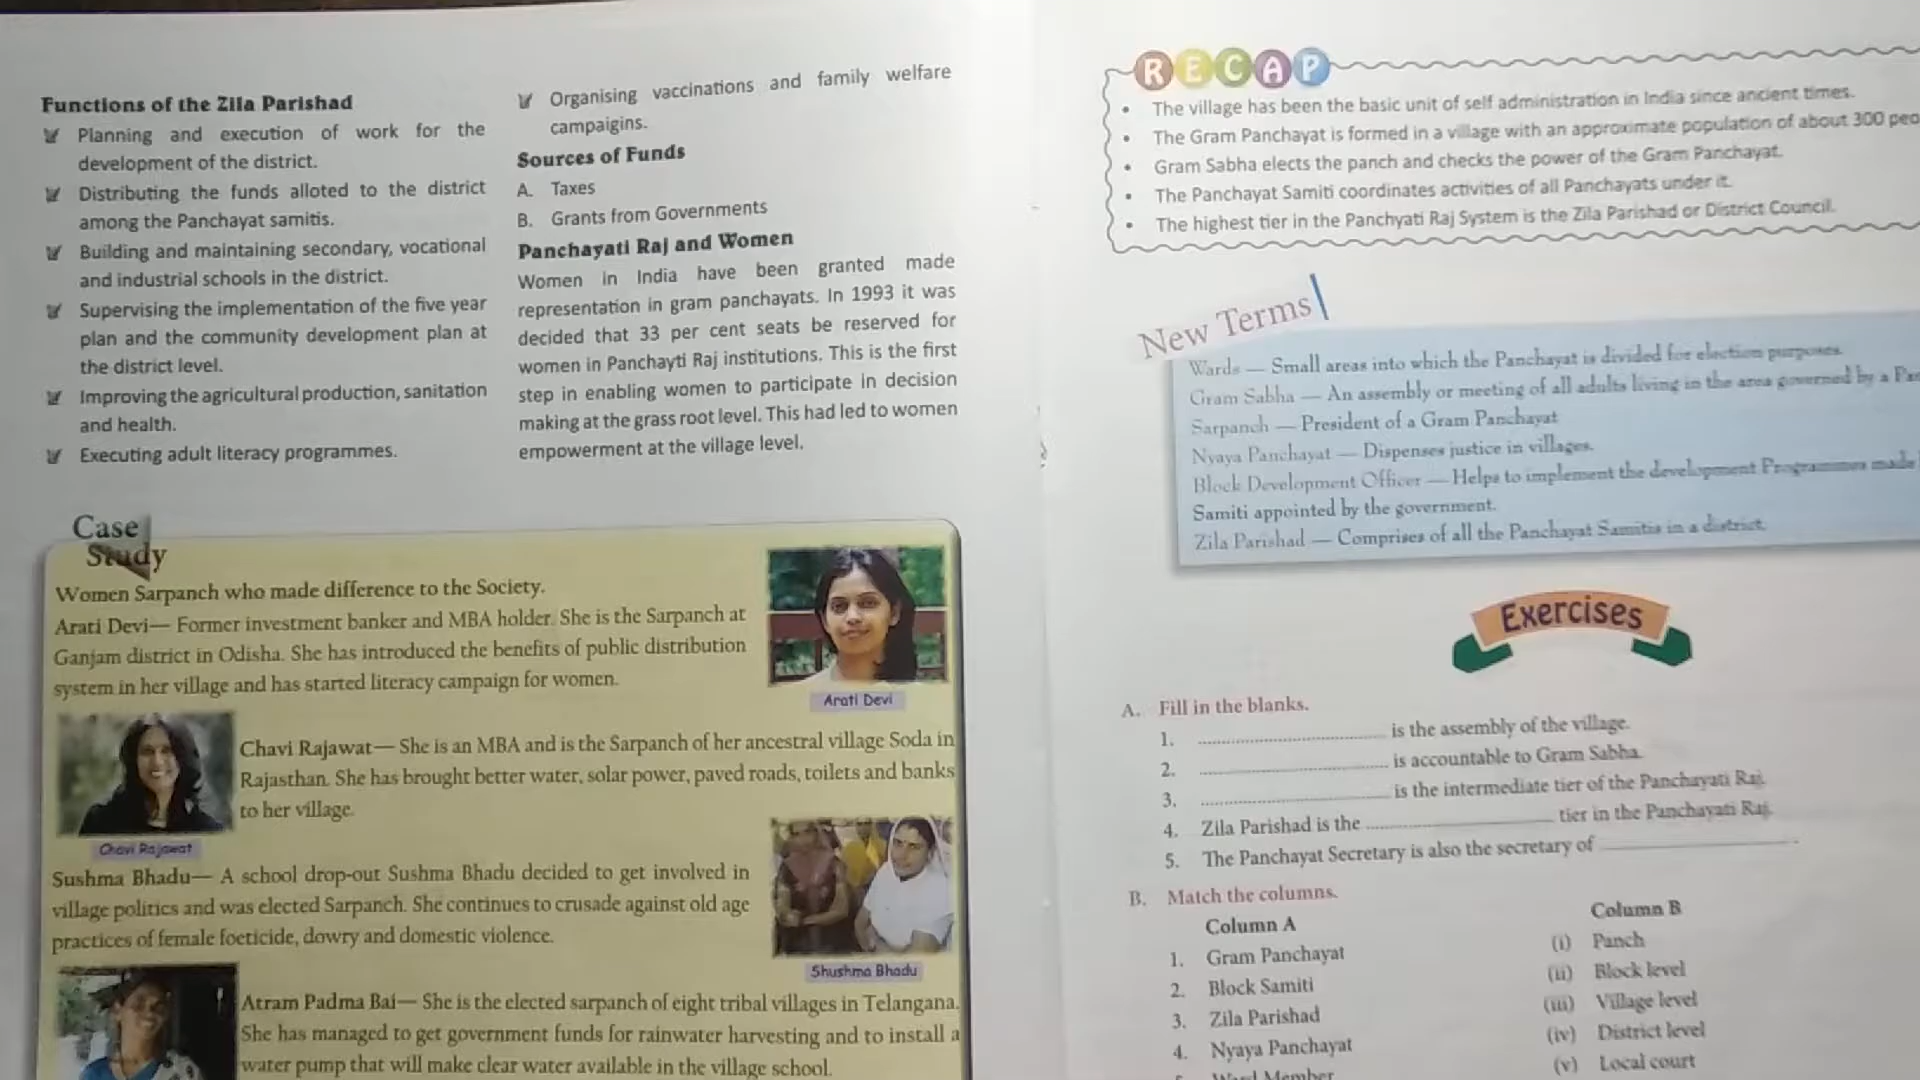 Functions of the Zila Parishad
Planning and execution of work for the
development of the district.
Distributing the funds alloted to the district
among the Panchayat samitis.
Building and maintaining secondary, vocational
and industrial schools in the district.
Supervising the implementation of the five year
plan and the community development plan at
the district level.
Improving the agricultural production, sanitation
and health.
Executing adult literacy programmes.
Organising vaccinations and family welfare
campaigins.
Sources of Funds
A. Taxes
B. Grants from Governments
Panchayati Raj and Women
Women in India have been granted made
representation in gram panchayats. In 1993 it was
decided that 33 per cent seats be reserved for
women in Panchayti Raj institutions. This is the first
step in enabling women to participate in decision
making at the grass root level. This had led to women
empowerment at the village level.
Case
Study
Women Sarpanch who made difference to the Society.
Arati Devi— Former investment banker and MBA holder. She is the Sarpanch at
Ganjam district in Odisha. She has introduced the benefits of public distribution
system in her village and has started literacy campaign for women.
Arati Devi
Chavi Rajawat— She is an MBA and is the Sarpanch of her ancestral village Soda in
Rajasthan. She has brought better water, solar power, paved roads, toilets and banks
to her village.
Chavi Rajawat
Sushma Bhadu— A school drop-out Sushma Bhadu decided to get involved in
village politics and was elected Sarpanch. She continues to crusade against old age
practices of female foeticide, dowry and domestic violence.
Shushma Bhadu
Atram Padma Bai— She is the elected sarpanch of eight tribal villages in Telangana.
She has managed to get government funds for rainwater harvesting and to install a
water pump that will make clear water available in the village school.
RECAP
• The village has been the basic unit of self administration in India since ancient times.
• The Gram Panchayat is formed in a village with an approximate population of about 300
• Gram Sabha elects the panch and checks the power of the Gram Panchayat.
• The Panchayat Samiti coordinates activities of all Panchayats under it.
• The highest tier in the Panchyati Raj System is the Zila Parishad or District Council.
New Terms
Wards — Small areas into which the Panchayat is divided for election purposes.
Gram Sabha — An assembly or meeting of all adults living in the area governed by a
Sarpanch — President of a Gram Panchayat
Nyaya Panchayat — Dispenses justice in villages.
Block Development Officer — Helps to implement the development Programmes made
Samiti appointed by the government.
Zila Parishad — Comprises of all the Panchayat Samitis in a district.
Exercises
A. Fill in the blanks.
1. .................................. is the assembly of the village.
2. .................................. is accountable to Gram Sabha.
3. .................................. is the intermediate tier of the Panchayati Raj.
4. Zila Parishad is the .................................. tier in the Panchayati Raj.
5. The Panchayat Secretary is also the secretary of .................................. .
B. Match the columns.
Column A Column B
1. Gram Panchayat (i) Panch
2. Block Samiti (ii) Block level
3. Zila Parishad (iii) Village level
4. Nyaya Panchayat (iv) District level
Ward Member (v) Local court